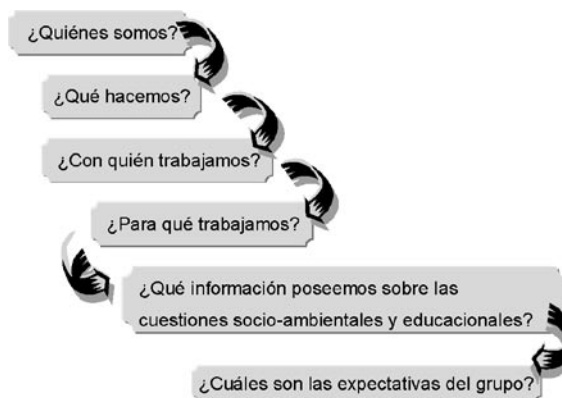 ¿Quiénes somos?
¿Qué hacemos?
¿Con quién trabajamos?
¿Para qué trabajamos?
¿Qué información poseemos sobre las
cuestiones socio-ambientales y educacionales?
¿Cuáles son las expectativas del grupo?